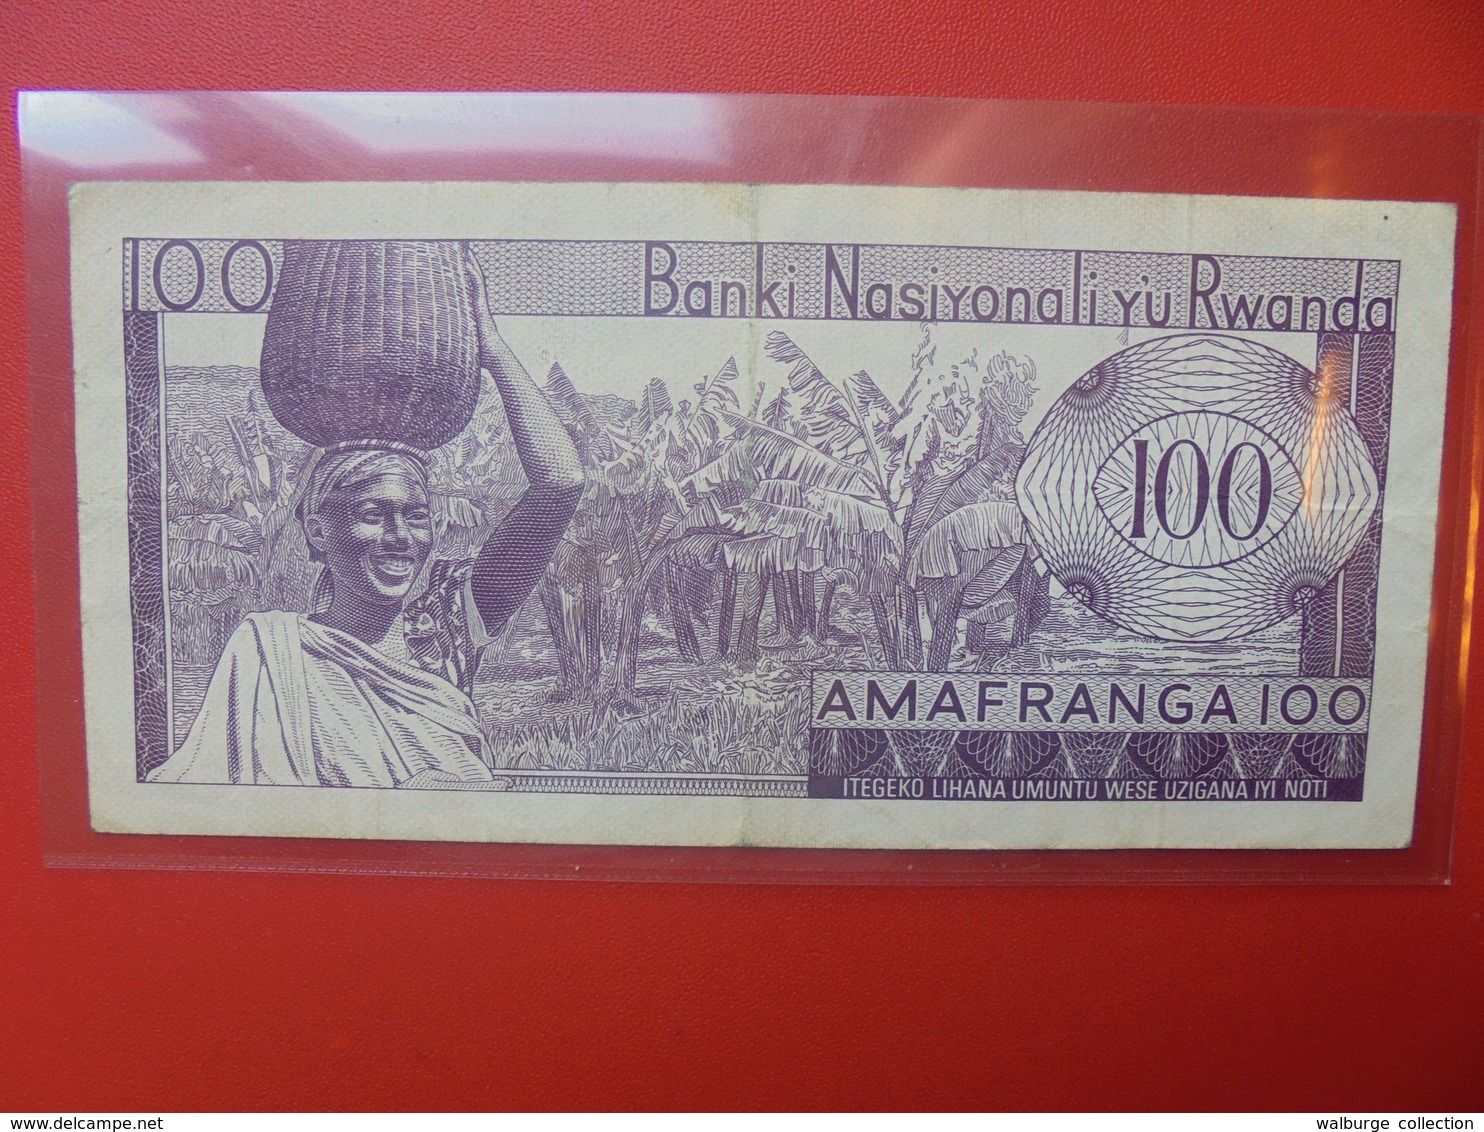 100
Banki Nasiyonali y'u Rwanda
100
AMAFRANGA 100
ITEGEKO LIHANA UMUNTU WESE UZIGANA IYI NOTI
www.delcampe.net
walburge collection